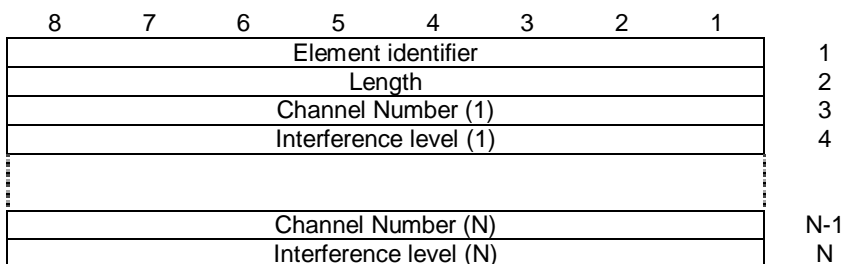 8 7 6 5 4 3 2 1
Element identifier 1
Length 2
Channel Number (1) 3
Interference level (1) 4
Channel Number (N) N-1
Interference level (N) N